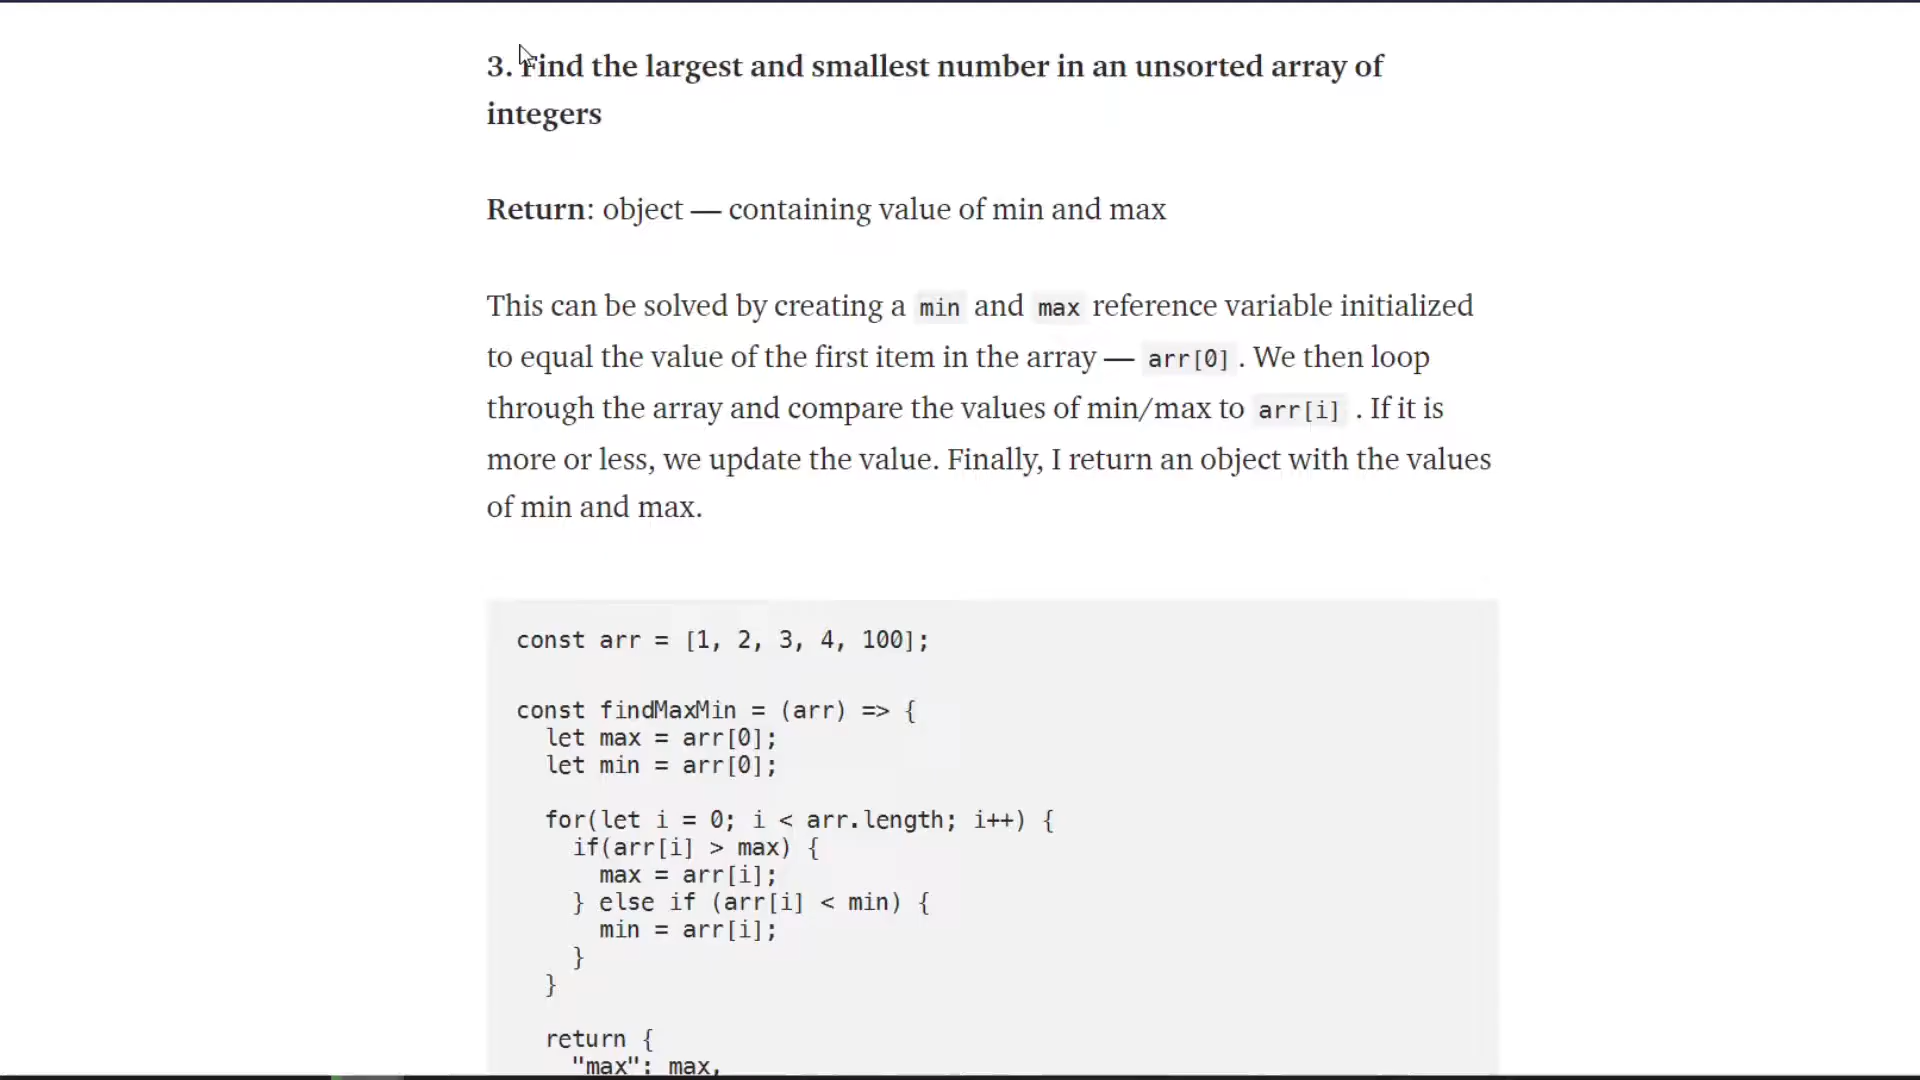 3. Find the largest and smallest number in an unsorted array of
integers
Return: object — containing value of min and max
This can be solved by creating a min and max reference variable initialized
to equal the value of the first item in the array — arr[0]. We then loop
through the array and compare the values of min/max to arr[i] . If it is
more or less, we update the value. Finally, I return an object with the values
of min and max.
const arr = [1, 2, 3, 4, 100];
const findMaxMin = (arr) => {
let max = arr[0];
let min = arr[0];
for(let i = 0; i < arr.length; i++) {
if(arr[i] > max) {
max = arr[i];
} else if (arr[i] < min) {
min = arr[i];
}
}
return {
"max": max,